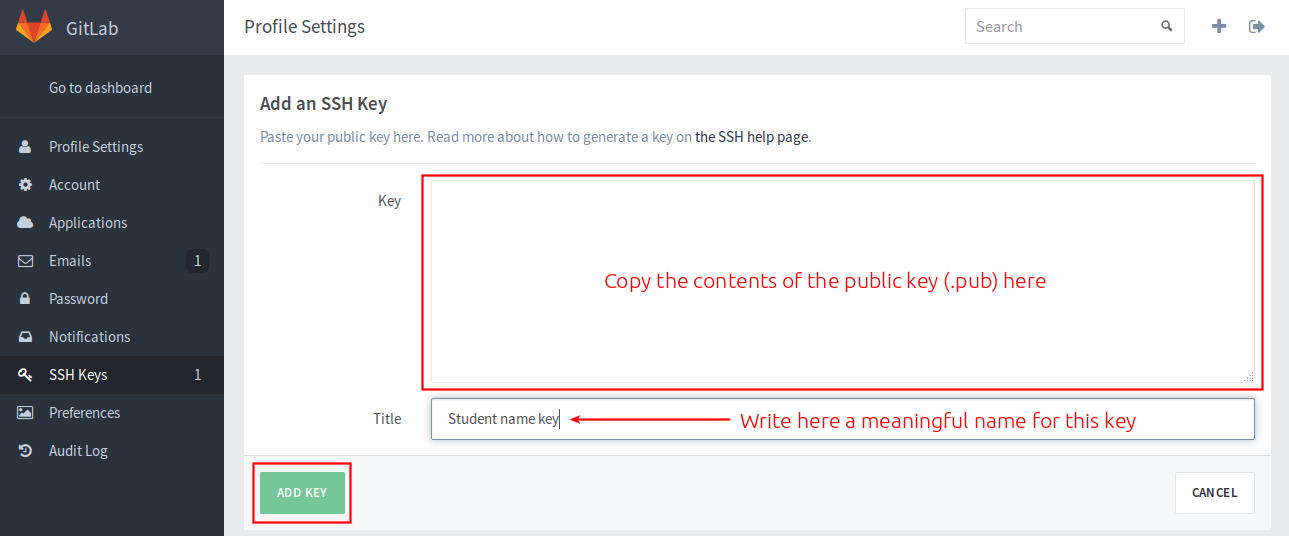 GitLab
Profile Settings
Search
Go to dashboard
Profile Settings
Account
Applications
Emails 1
Password
Notifications
SSH Keys 1
Preferences
Audit Log
Add an SSH Key
Paste your public key here. Read more about how to generate a key on the SSH help page.
Key
Copy the contents of the public key (.pub) here
Title
Student name key
Write here a meaningful name for this key
ADD KEY
CANCEL